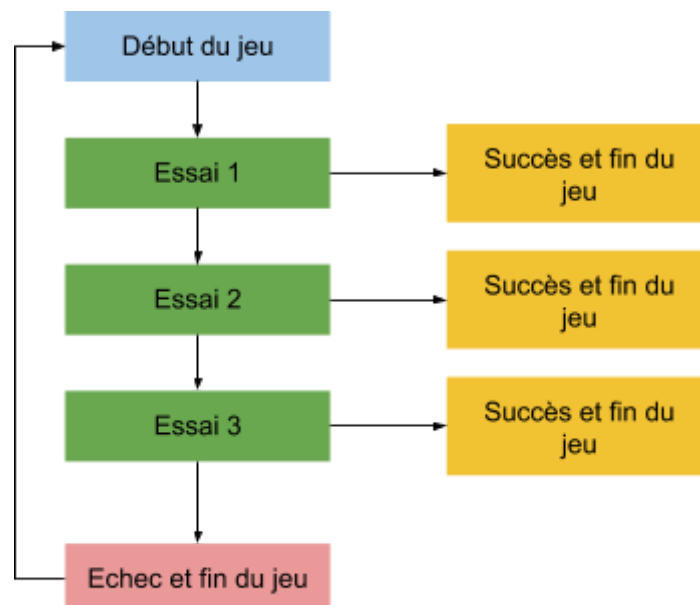 Début du jeu
Essai 1
Succès et fin du
jeu
Essai 2
Succès et fin du
jeu
Essai 3
Succès et fin du
jeu
Echec et fin du jeu